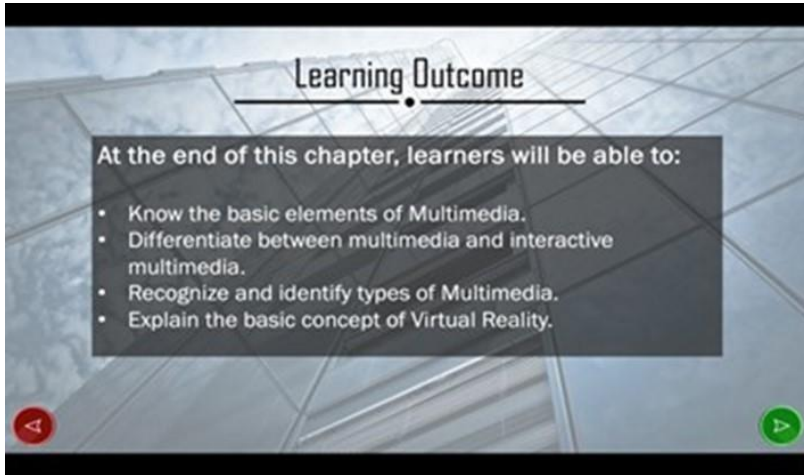 Learning Outcome
At the end of this chapter, learners will be able to:
• Know the basic elements of Multimedia.
• Differentiate between multimedia and interactive
multimedia.
• Recognize and identify types of Multimedia.
• Explain the basic concept of Virtual Reality.